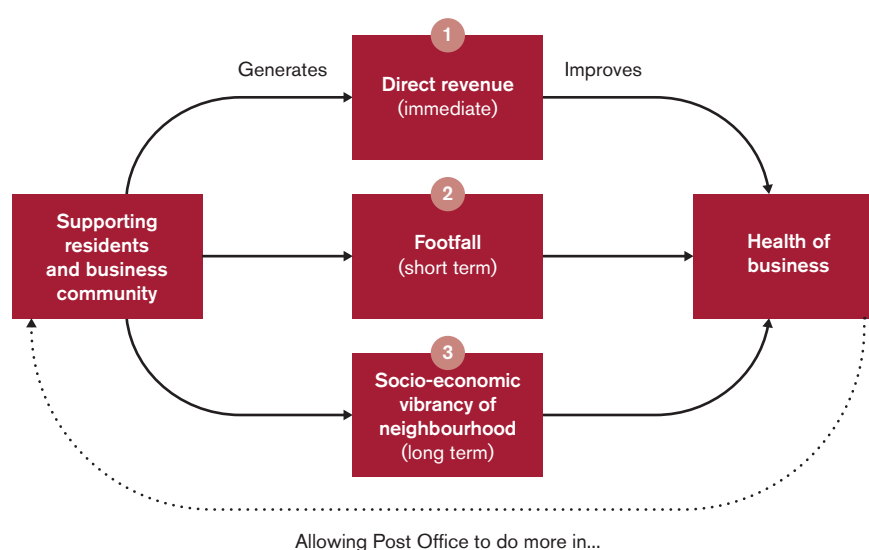 Generates
1
Direct revenue
(immediate)
Improves
Supporting
residents
and business
community
2
Footfall
(short term)
Health of
business
3
Socio-economic
vibrancy of
neighbourhood
(long term)
Allowing Post Office to do more in...